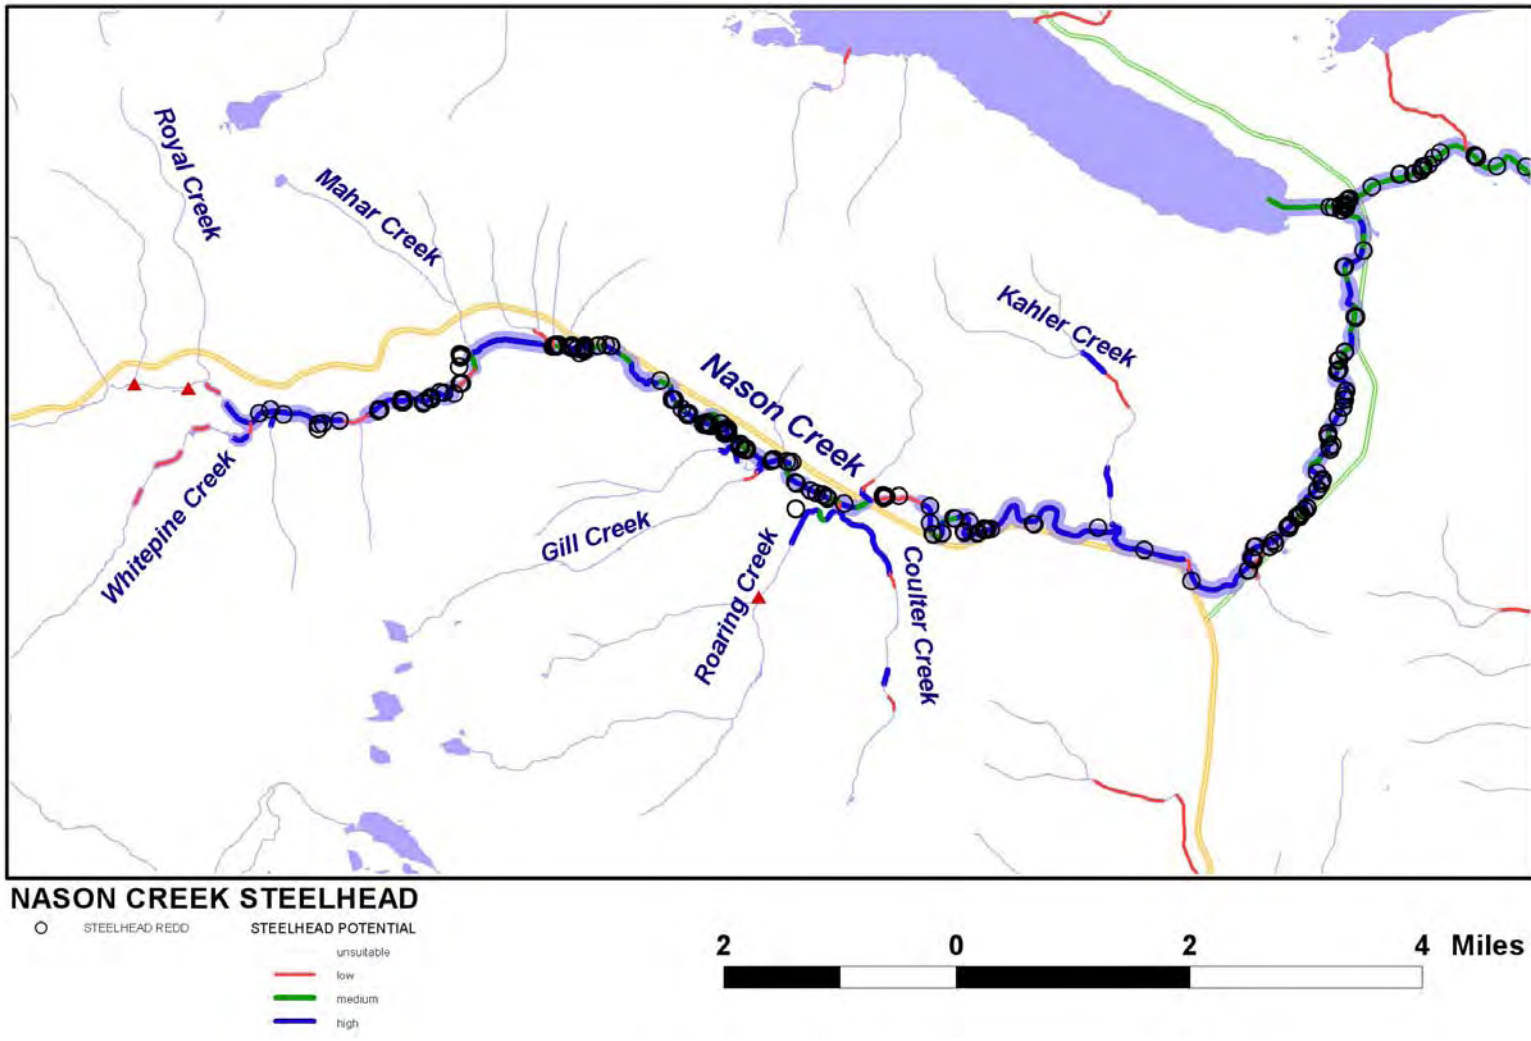 Royal Creek
Mahar Creek
Kahler Creek
Nason Creek
Whitepine Creek
Gill Creek
Roaring Creek
Coulter Creek
NASON CREEK STEELHEAD
STEELHEAD REDD
STEELHEAD POTENTIAL
unsuitable
low
medium
high
2 0 2 4 Miles